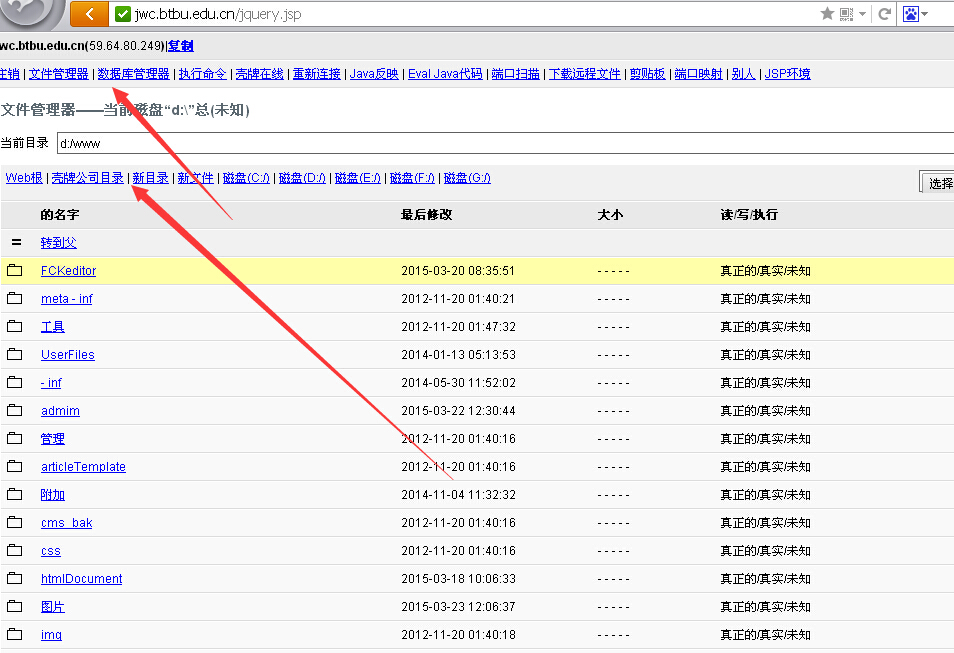 jwc.btbu.edu.cn/jquery.jsp
wc.btbu.edu.cn(59.64.80.249)|复制
主销 | 文件管理器 | 数据库管理器 | 执行命令 | 壳牌在线 | 重新连接 | Java反映 | Eval Java代码 | 端口扫描 | 下载远程文件 | 剪贴板 | 端口映射 | 别人 | JSP环境
文件管理器——当前磁盘“d:\”总(未知)
当前目录 d:/www
Web根 | 壳牌公司目录 | 新目录 | 新文件 | 磁盘(C:/) | 磁盘(D:/) | 磁盘(E:/) | 磁盘(F:/) | 磁盘(G:/)
选择
的名字 最后修改 大小 读/写/执行
= 转到父
FCKeditor 2015-03-20 08:35:51 - - - - - 真正的/真实/未知
meta - inf 2012-11-20 01:40:21 - - - - - 真正的/真实/未知
工具 2012-11-20 01:47:32 - - - - - 真正的/真实/未知
UserFiles 2014-01-13 05:13:53 - - - - - 真正的/真实/未知
- inf 2014-05-30 11:52:02 - - - - - 真正的/真实/未知
admim 2015-03-22 12:30:44 - - - - - 真正的/真实/未知
管理 2012-11-20 01:40:16 - - - - - 真正的/真实/未知
articleTemplate 2012-11-20 01:40:16 - - - - - 真正的/真实/未知
附加 2014-11-04 11:32:32 - - - - - 真正的/真实/未知
cms_bak 2012-11-20 01:40:16 - - - - - 真正的/真实/未知
css 2012-11-20 01:40:16 - - - - - 真正的/真实/未知
htmlDocument 2015-03-18 10:06:33 - - - - - 真正的/真实/未知
图片 2015-03-23 12:06:37 - - - - - 真正的/真实/未知
img 2012-11-20 01:40:18 - - - - - 真正的/真实/未知